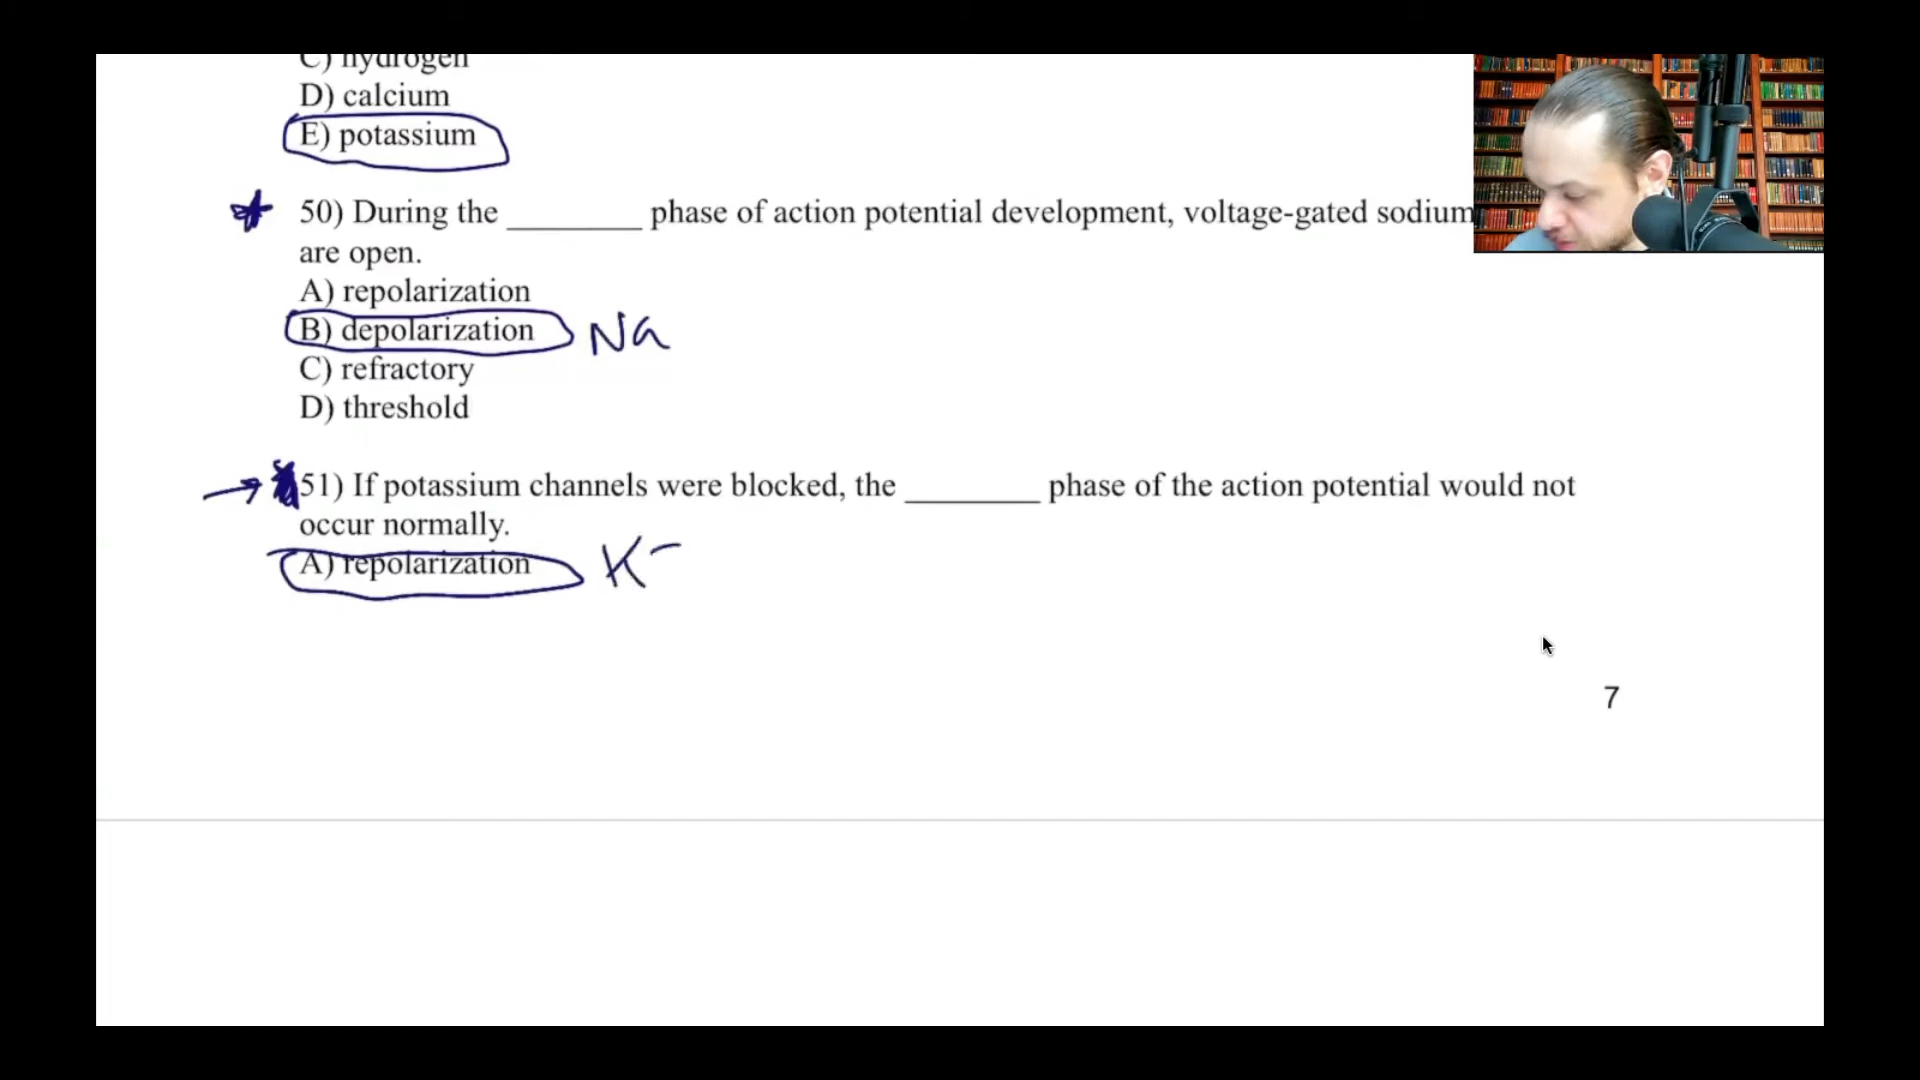 C) hydrogen
D) calcium
E) potassium
50) During the ________ phase of action potential development, voltage-gated sodium
are open.
A) repolarization
B) depolarization Na
C) refractory
D) threshold
51) If potassium channels were blocked, the ________ phase of the action potential would not
occur normally.
A) repolarization K
7